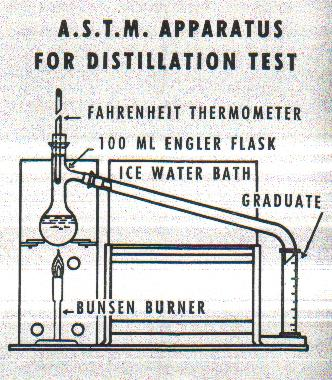 A.S.T.M. APPARATUS
FOR DISTILLATION TEST
FAHRENHEIT THERMOMETER
100 ML ENGLER FLASK
ICE WATER BATH
GRADUATE
BUNSEN BURNER